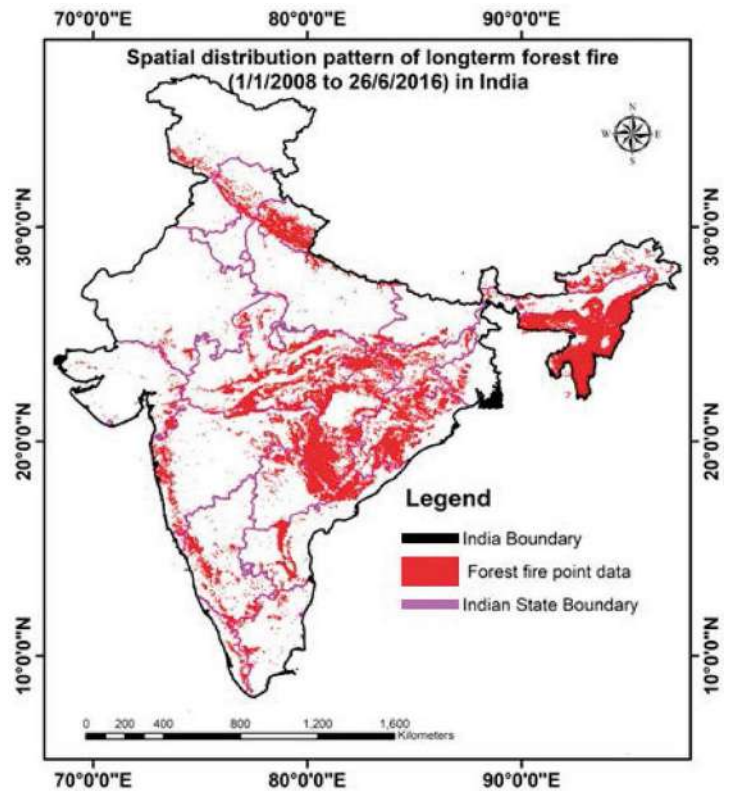 70°0'0"E 80°0'0"E 90°0'0"E
Spatial distribution pattern of longterm forest fire
(1/1/2008 to 26/6/2016) in India
N
W E
S
30°0'0"N 30°0'0"N
20°0'0"N 20°0'0"N
Legend
India Boundary
Forest fire point data
Indian State Boundary
10°0'0"N 10°0'0"N
0 200 400 800 1,200 1,600
Kilometers
70°0'0"E 80°0'0"E 90°0'0"E